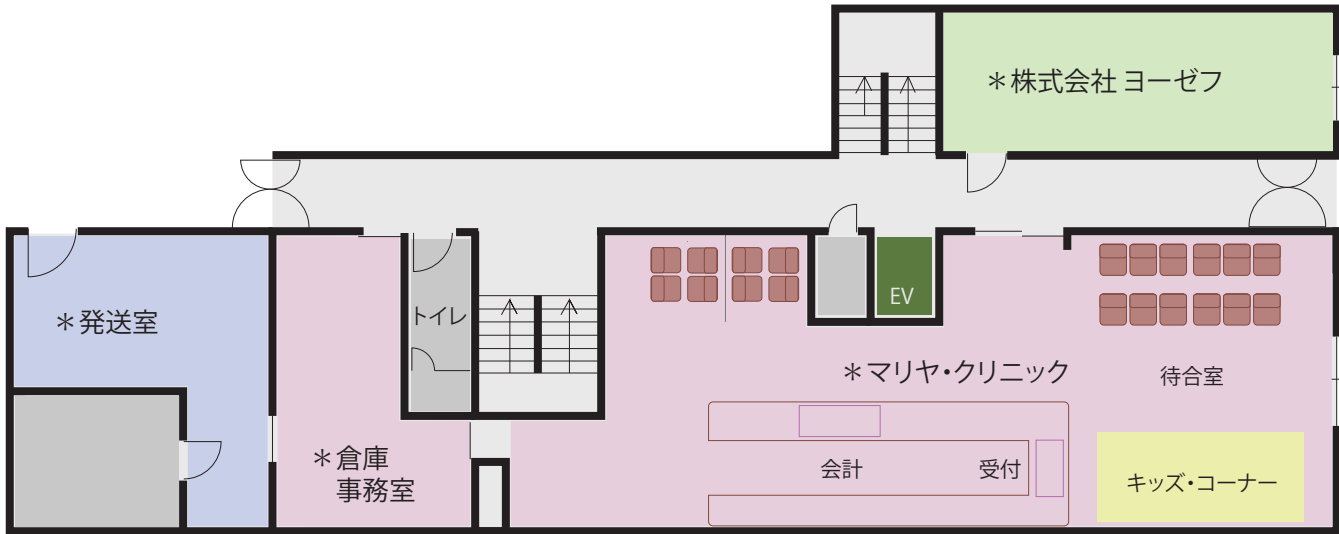 ＊株式会社 ヨーゼフ
EV
トイレ
＊発送室
＊マリヤ・クリニック
待合室
＊倉庫
事務室
会計
受付
キッズ・コーナー